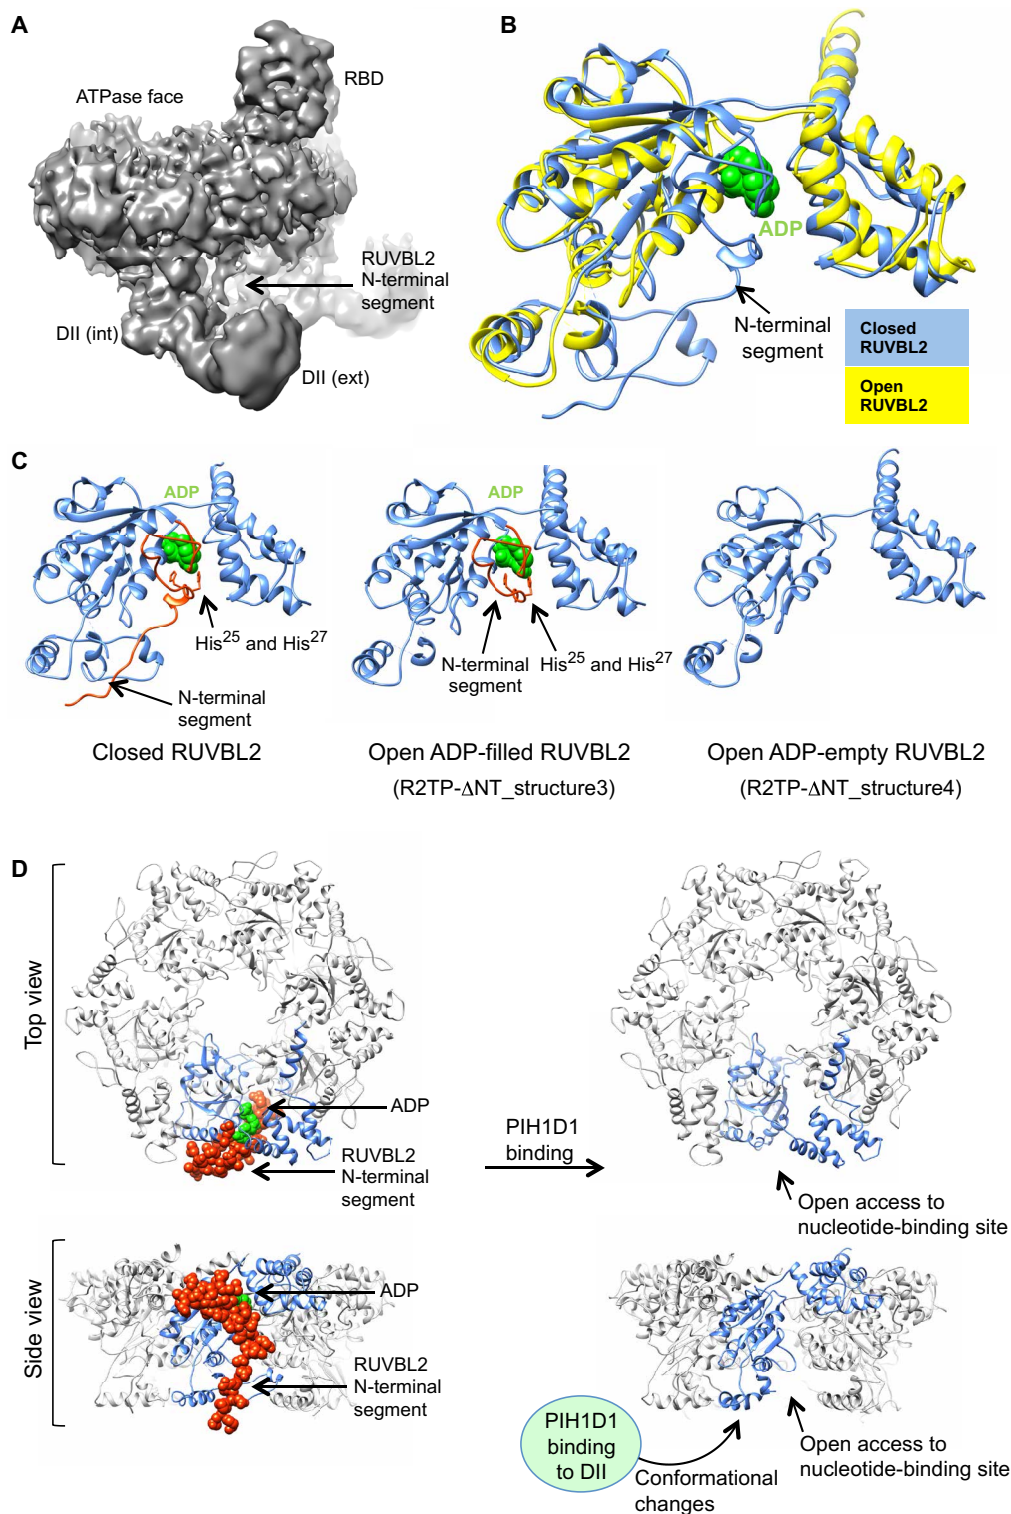 A
RBD
ATPase face
RUVBL2
N-terminal
segment
DII (int)
DII (ext)
B
ADP
N-terminal
segment
Closed
RUVBL2
Open
RUVBL2
C
ADP
His25 and His27
N-terminal
segment
Closed RUVBL2
ADP
N-terminal
segment
His25 and His27
Open ADP-filled RUVBL2
(R2TP-ΔNT_structure3)
Open ADP-empty RUVBL2
(R2TP-ΔNT_structure4)
D
Top view
ADP
RUVBL2
N-terminal
segment
PIH1D1
binding
Open access to
nucleotide-binding site
Side view
ADP
RUVBL2
N-terminal
segment
PIH1D1
binding
to DII
Conformational
changes
Open access to
nucleotide-binding site